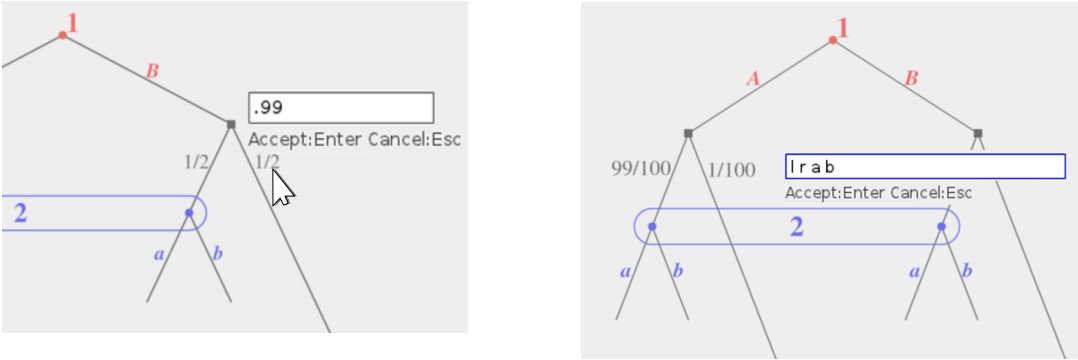 1
B
.99
Accept:Enter Cancel:Esc
1/2
1/2
2
a
b
1
A
B
99/100
1/100
l r a b
Accept:Enter Cancel:Esc
2
a
b
a
b